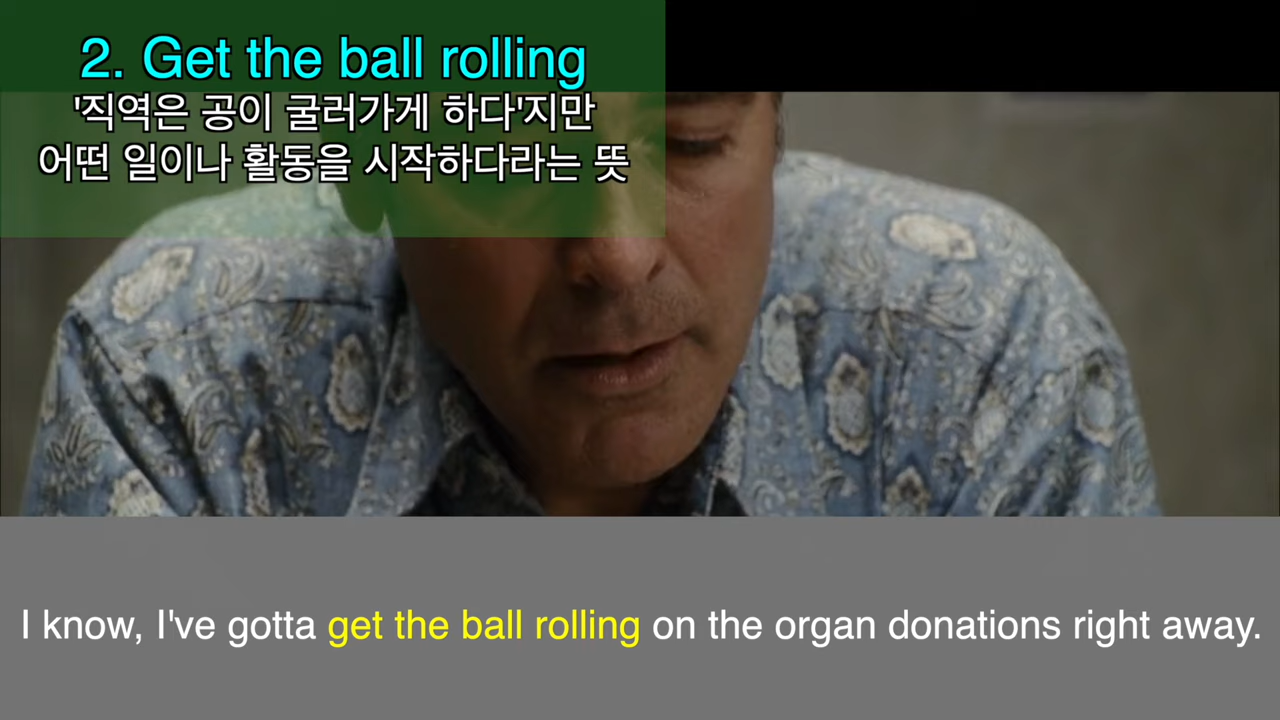 2. Get the ball rolling
'직역은 공이 굴러가게 하다'지만
어떤 일이나 활동을 시작하다라는 뜻
I know, I've gotta get the ball rolling on the organ donations right away.